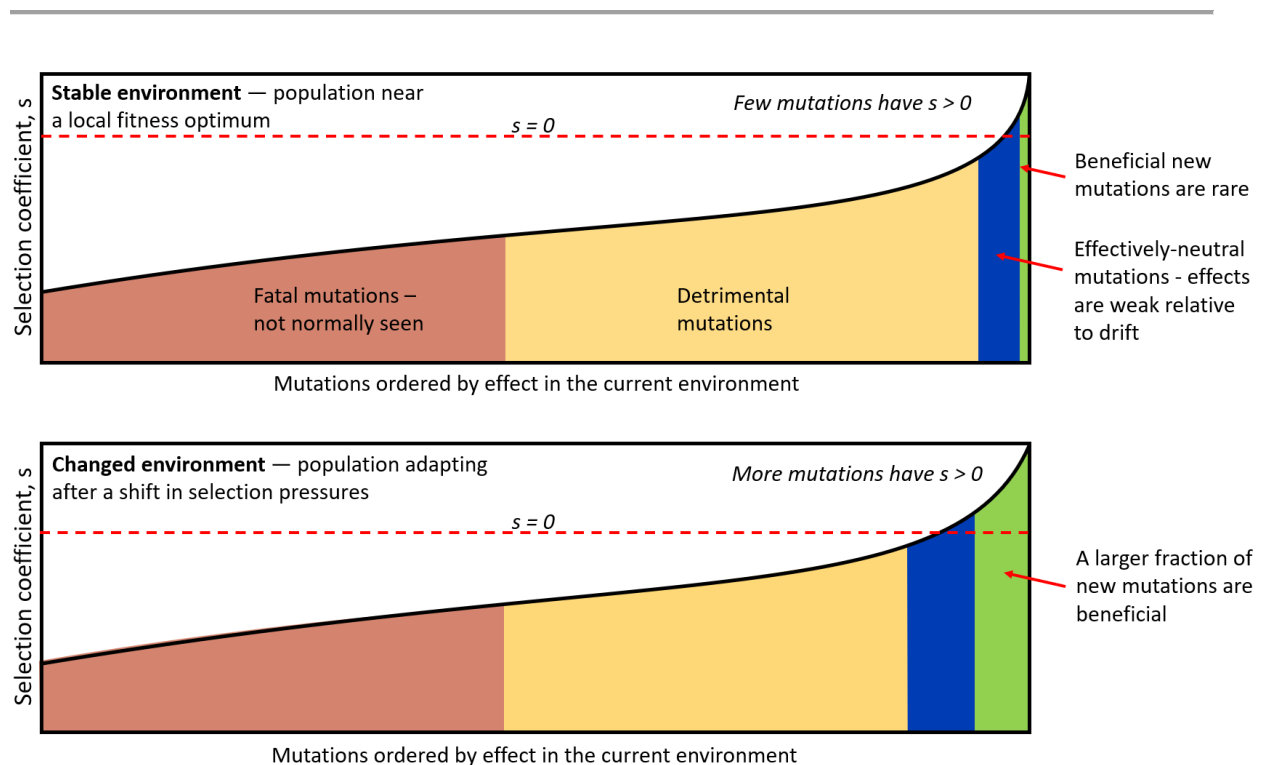 Stable environment — population near
a local fitness optimum
Few mutations have s > 0
s = 0
Selection coefficient, s
Fatal mutations –
not normally seen
Detrimental
mutations
Beneficial new
mutations are rare
Effectively-neutral
mutations - effects
are weak relative
to drift
Mutations ordered by effect in the current environment
Changed environment — population adapting
after a shift in selection pressures
More mutations have s > 0
s = 0
Selection coefficient, s
A larger fraction of
new mutations are
beneficial
Mutations ordered by effect in the current environment